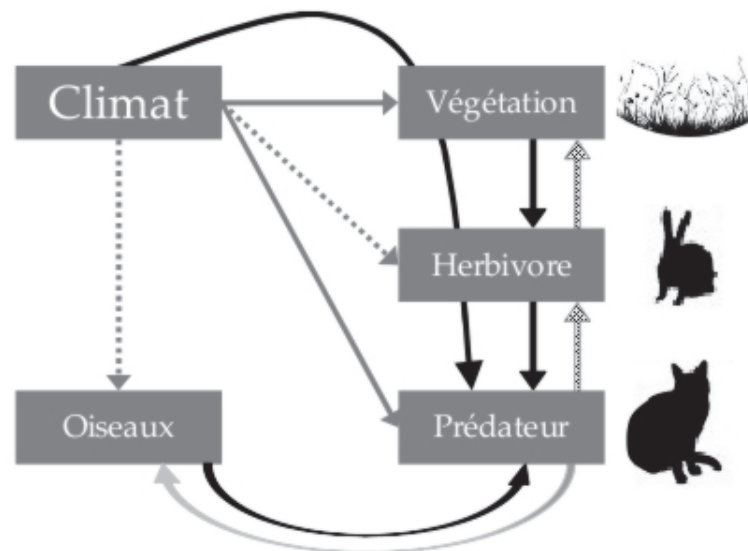 Climat
Végétation
Herbivore
Oiseaux
Prédateur